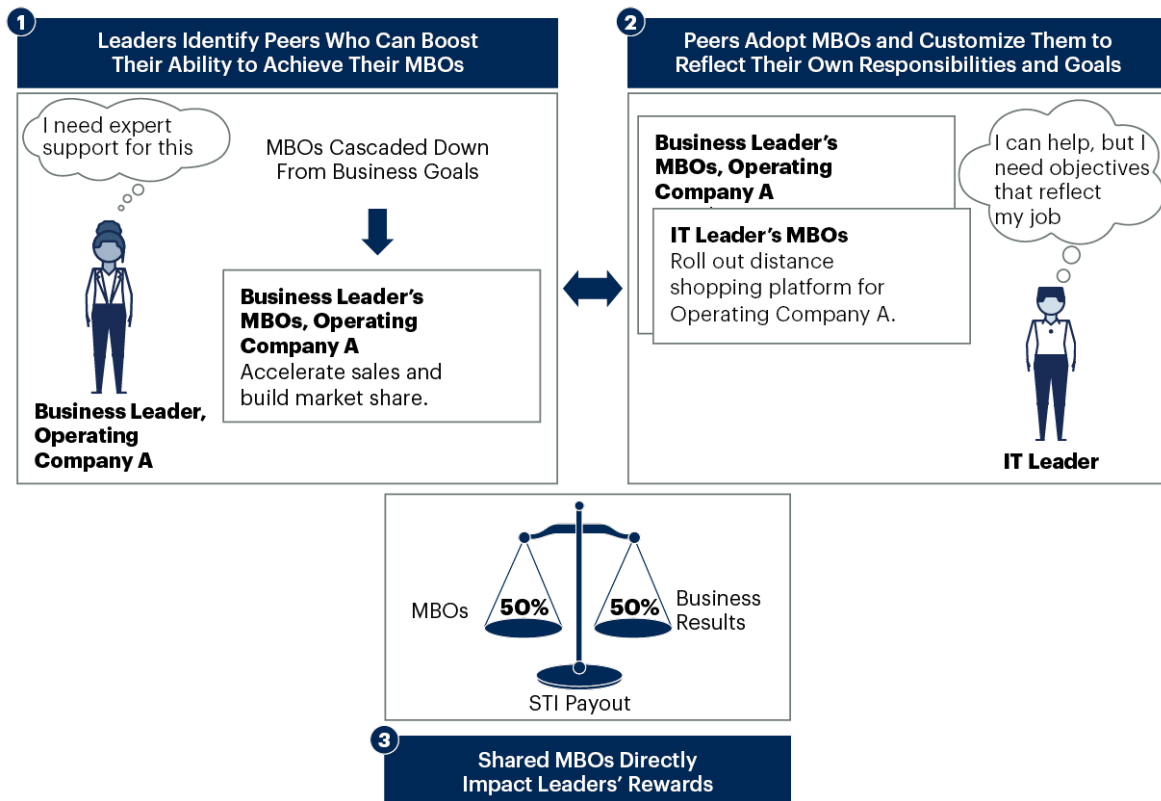 1
Leaders Identify Peers Who Can Boost
Their Ability to Achieve Their MBOs
I need expert
support for this
MBOs Cascaded Down
From Business Goals
Business Leader's
MBOs, Operating
Company A
Accelerate sales and
build market share.
Business Leader,
Operating
Company A
2
Peers Adopt MBOs and Customize Them to
Reflect Their Own Responsibilities and Goals
Business Leader's
MBOs, Operating
Company A
IT Leader's MBOs
Roll out distance
shopping platform for
Operating Company A.
I can help, but I
need objectives
that reflect
my job
IT Leader
MBOs
50%
50%
Business
Results
STI Payout
3
Shared MBOs Directly
Impact Leaders' Rewards